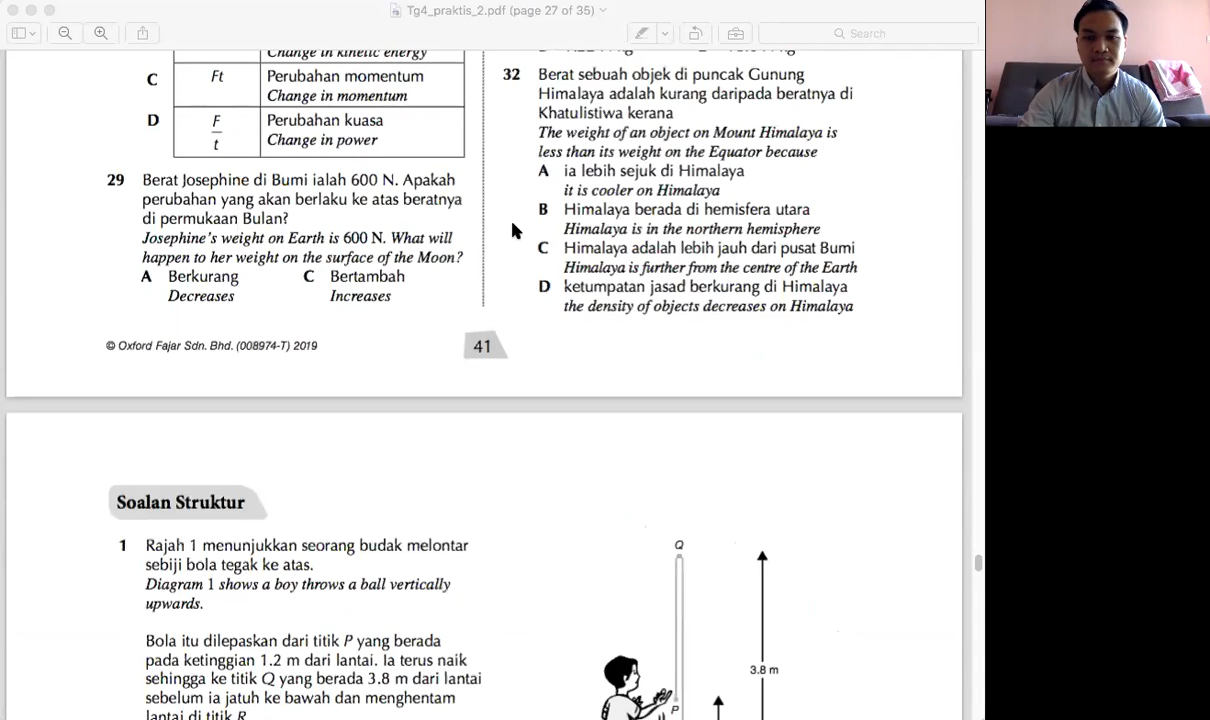 Tg4_praktis_2.pdf (page 27 of 35)
Search
Change in kinetic energy
C Ft Perubahan momentum
Change in momentum
D F/t Perubahan kuasa
Change in power
29 Berat Josephine di Bumi ialah 600 N. Apakah
perubahan yang akan berlaku ke atas beratnya
di permukaan Bulan?
Josephine's weight on Earth is 600 N. What will
happen to her weight on the surface of the Moon?
A Berkurang C Bertambah
Decreases Increases
32 Berat sebuah objek di puncak Gunung
Himalaya adalah kurang daripada beratnya di
Khatulistiwa kerana
The weight of an object on Mount Himalaya is
less than its weight on the Equator because
A ia lebih sejuk di Himalaya
it is cooler on Himalaya
B Himalaya berada di hemisfera utara
Himalaya is in the northern hemisphere
C Himalaya adalah lebih jauh dari pusat Bumi
Himalaya is further from the centre of the Earth
D ketumpatan jasad berkurang di Himalaya
the density of objects decreases on Himalaya
© Oxford Fajar Sdn. Bhd. (008974-T) 2019
41
Soalan Struktur
1 Rajah 1 menunjukkan seorang budak melontar
sebiji bola tegak ke atas.
Diagram 1 shows a boy throws a ball vertically
upwards.
Bola itu dilepaskan dari titik P yang berada
pada ketinggian 1.2 m dari lantai. Ia terus naik
sehingga ke titik Q yang berada 3.8 m dari lantai
sebelum ia jatuh ke bawah dan menghentam
lantai di titik R
Q
3.8 m
P